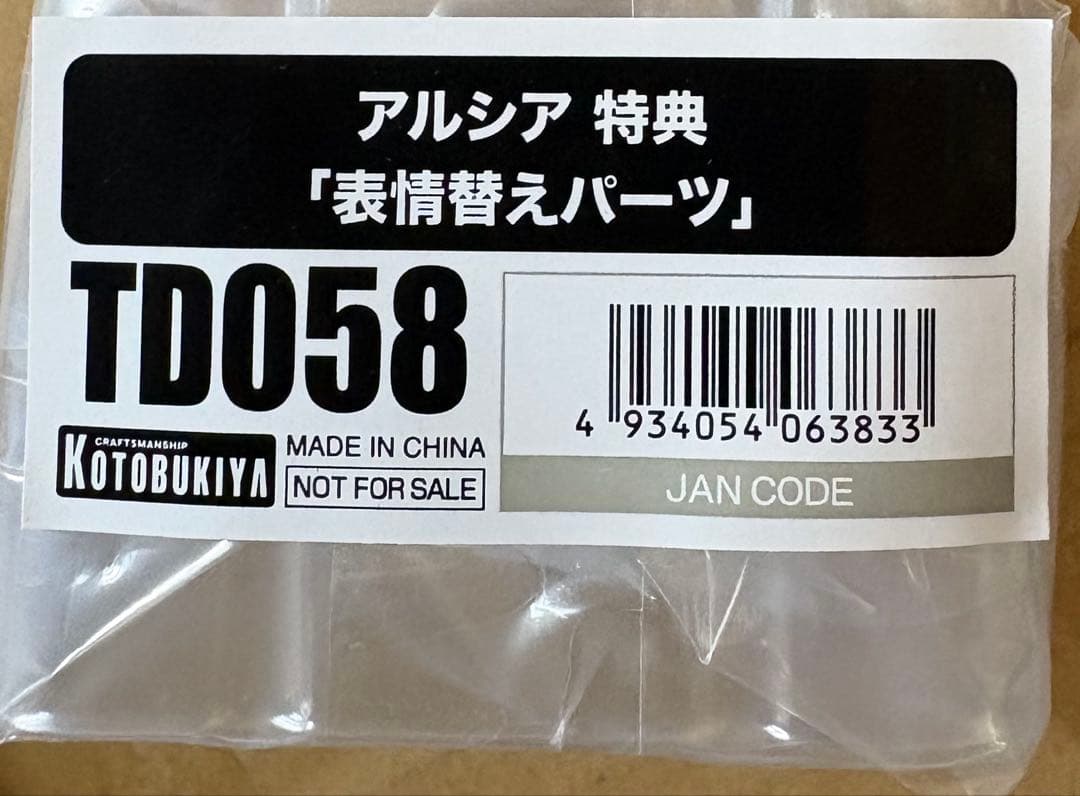 アルシア 特典
「表情替えパーツ」
TD058
CRAFTSMANSHIP
KOTOBUKIYA
MADE IN CHINA
NOT FOR SALE
4 934054 063833
JAN CODE